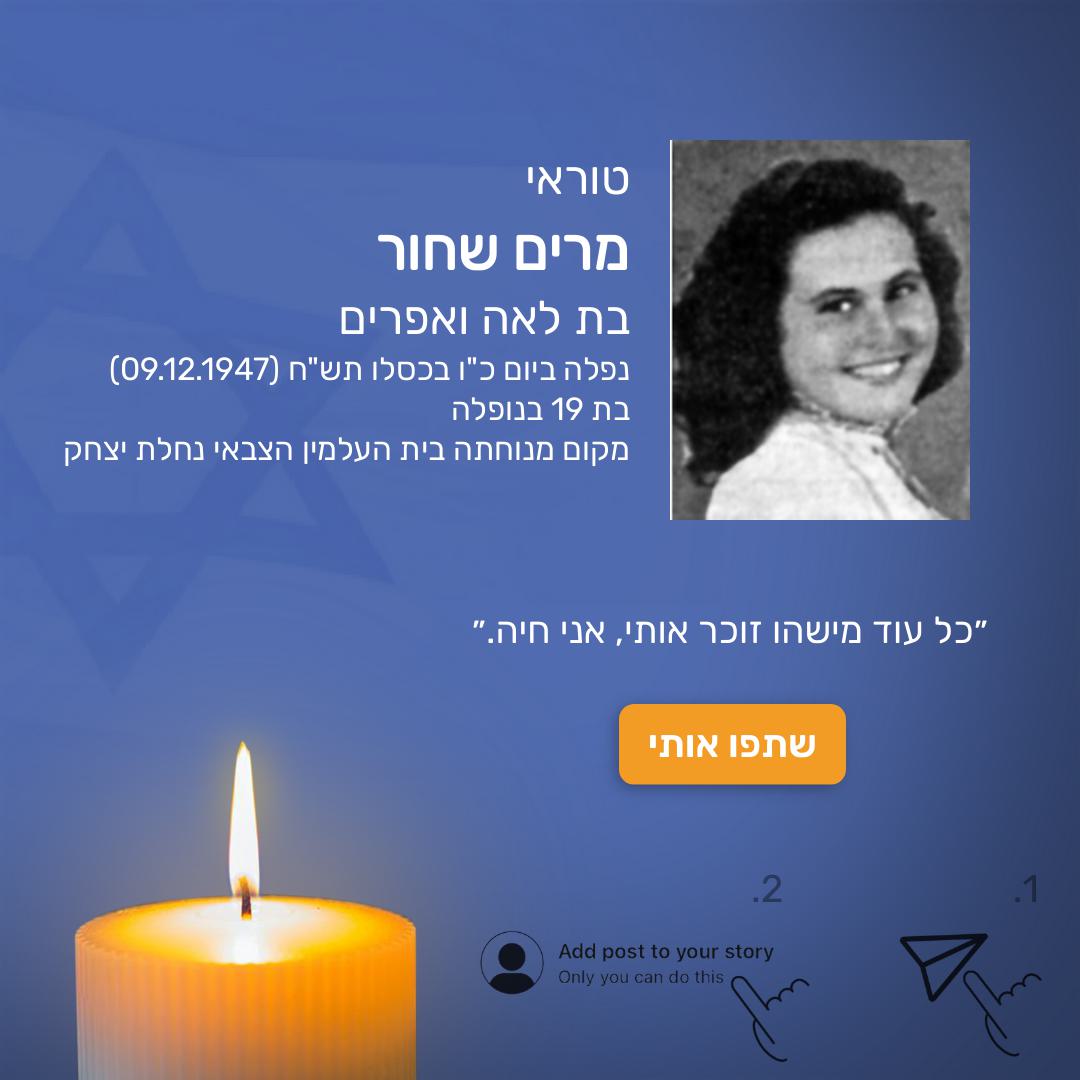 טוראי
מרים שחור
בת לאה ואפרים
נפלה ביום כ"ו בכסלו תש"ח (09.12.1947)
בת 19 בנופלה
מקום מנוחתה בית העלמין הצבאי נחלת יצחק
״כל עוד מישהו זוכר אותי, אני חיה.״
שתפו אותי
1.
2.
Add post to your story
Only you can do this